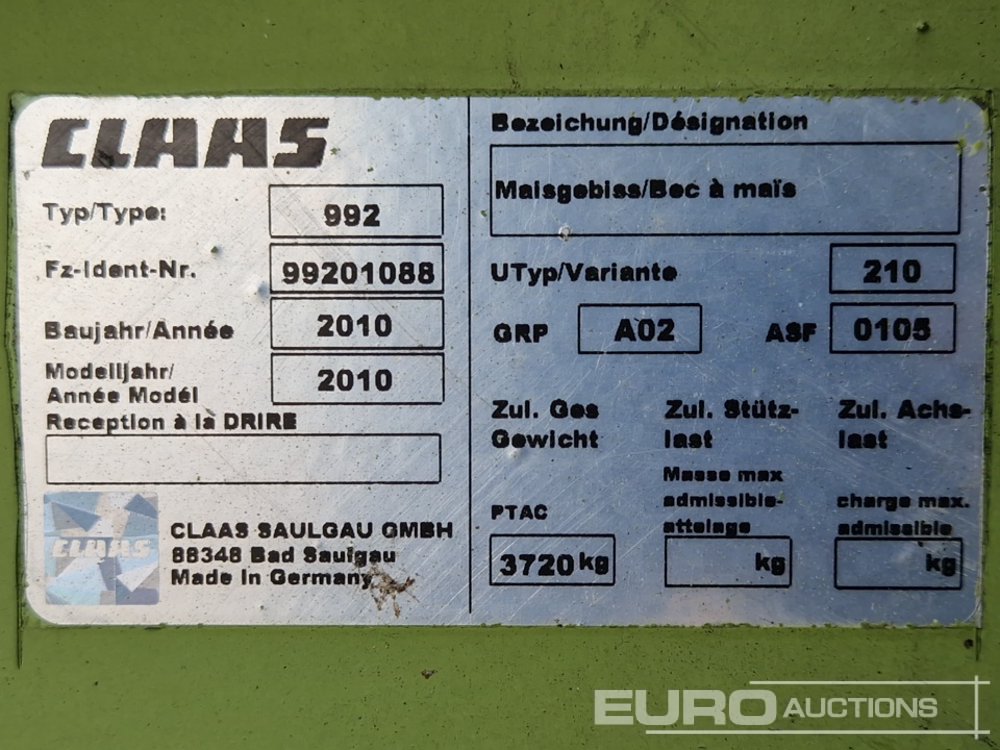 CLAAS
Typ/Type: 992
Fz-Ident-Nr. 99201088
Baujahr/Année 2010
Modelljahr/
Année Modél 2010
Reception à la DRIRE
CLAAS
CLAAS SAULGAU GMBH
88348 Bad Saulgau
Made In Germany
Bezeichung/Désignation
Maisgebiss/Bec à maïs
UTyp/Variante 210
GRP A02 ASF 0105
Zul. Ges
Gewicht
PTAC
3720 kg
Zul. Stütz-
last
Masse max
admissible-
attelage
kg
Zul. Achs-
last
charge max.
admissible
kg
EURO AUCTIONS